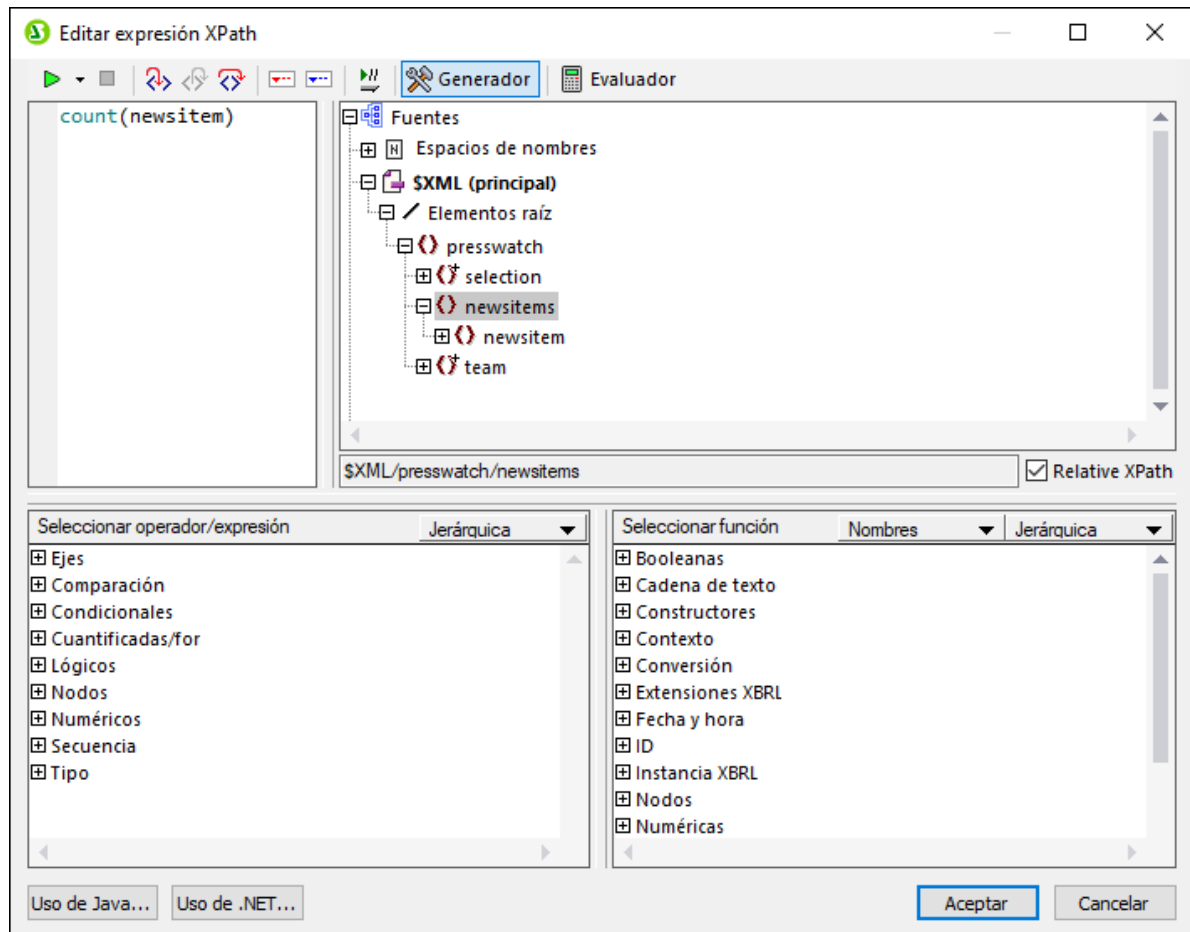 Editar expresión XPath
Generador
Evaluador
count(newsitem)
Fuentes
N Espacios de nombres
$XML (principal)
Elementos raíz
presswatch
selection
newsitems
newsitem
team
$XML/presswatch/newsitems
Relative XPath
Seleccionar operador/expresión
Jerárquica
Ejes
Comparación
Condicionales
Cuantificadas/for
Lógicos
Nodos
Numéricos
Secuencia
Tipo
Seleccionar función
Nombres
Jerárquica
Booleanas
Cadena de texto
Constructores
Contexto
Conversión
Extensiones XBRL
Fecha y hora
ID
Instancia XBRL
Nodos
Numéricas
Uso de Java...
Uso de .NET...
Aceptar
Cancelar